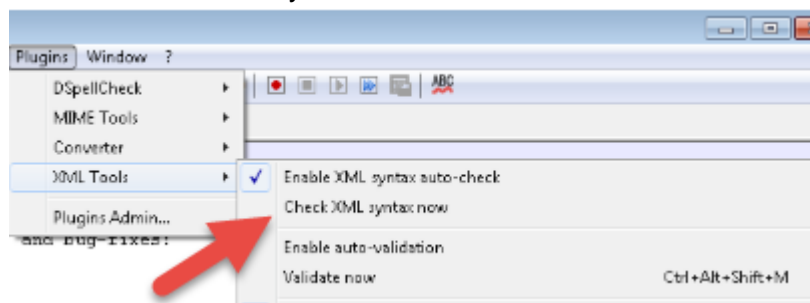 Plugins Window ?
DSpellCheck
ABC
MIME Tools
Converter
XML Tools
Enable XML syntax auto-check
Check XML syntax now
Plugins Admin...
and bug-fixes!
Enable auto-validation
Validate now Ctrl+Alt+Shift+M